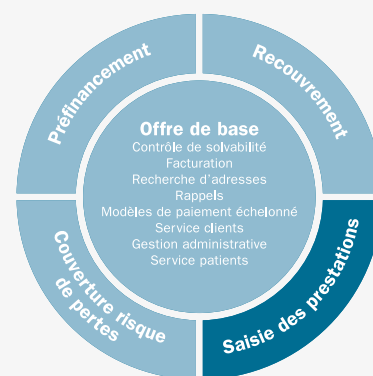 Préfinancement
Recouvrement
Offre de base
Contrôle de solvabilité
Facturation
Recherche d'adresses
Rappels
Modèles de paiement échelonné
Service clients
Gestion administrative
Service patients
Couverture risque
de pertes
Saisie des prestations